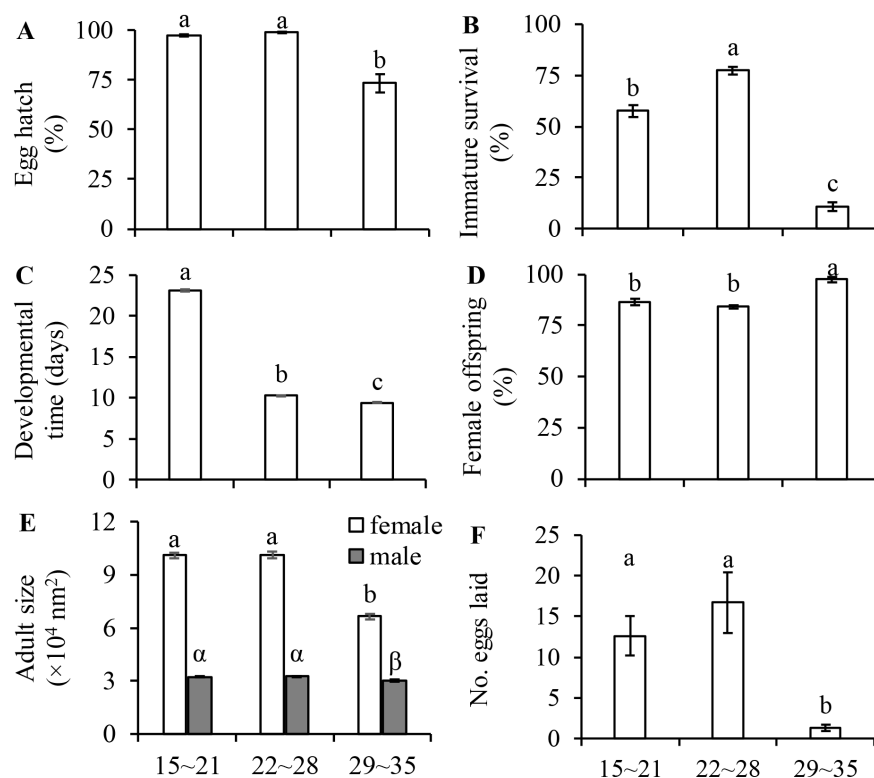 A
Egg hatch
(%)
100
75
50
25
0
a
a
b
B
Immature survival
(%)
100
75
50
25
0
b
a
c
C
Developmental
time (days)
25
20
15
10
5
0
a
b
c
D
Female offspring
(%)
100
75
50
25
0
b
b
a
E
Adult size
(×10⁴ nm²)
12
9
6
3
0
a
a
b
α
α
β
female
male
15~21
22~28
29~35
F
No. eggs laid
25
20
15
10
5
0
a
a
b
15~21
22~28
29~35